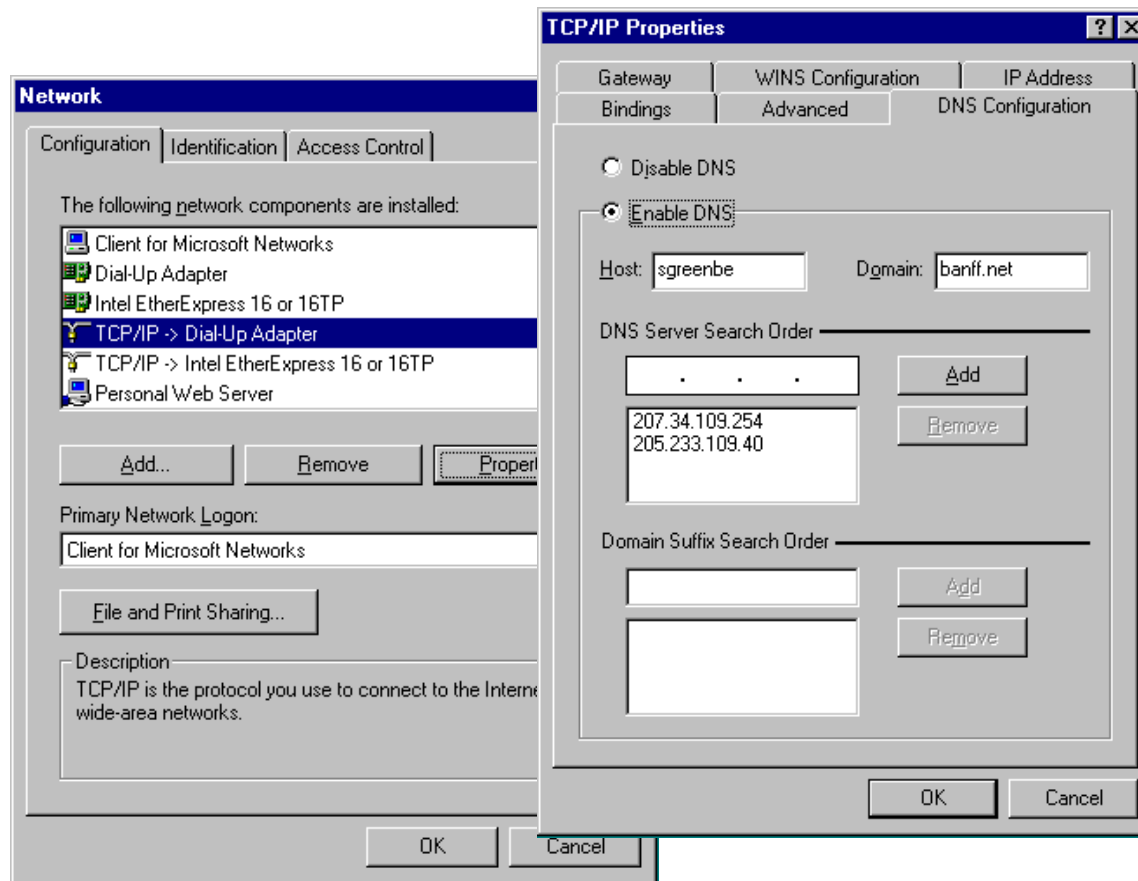 Network
Configuration
Identification
Access Control
The following network components are installed:
Client for Microsoft Networks
Dial-Up Adapter
Intel EtherExpress 16 or 16TP
TCP/IP -> Dial-Up Adapter
TCP/IP -> Intel EtherExpress 16 or 16TP
Personal Web Server
Add...
Remove
Propert
Primary Network Logon:
Client for Microsoft Networks
File and Print Sharing...
Description
TCP/IP is the protocol you use to connect to the Interne
wide-area networks.
OK
Cancel
TCP/IP Properties
Gateway
WINS Configuration
IP Address
Bindings
Advanced
DNS Configuration
Disable DNS
Enable DNS
Host: sgreenbe
Domain: banff.net
DNS Server Search Order
. . .
Add
207.34.109.254
205.233.109.40
Remove
Domain Suffix Search Order
Add
Remove
OK
Cancel